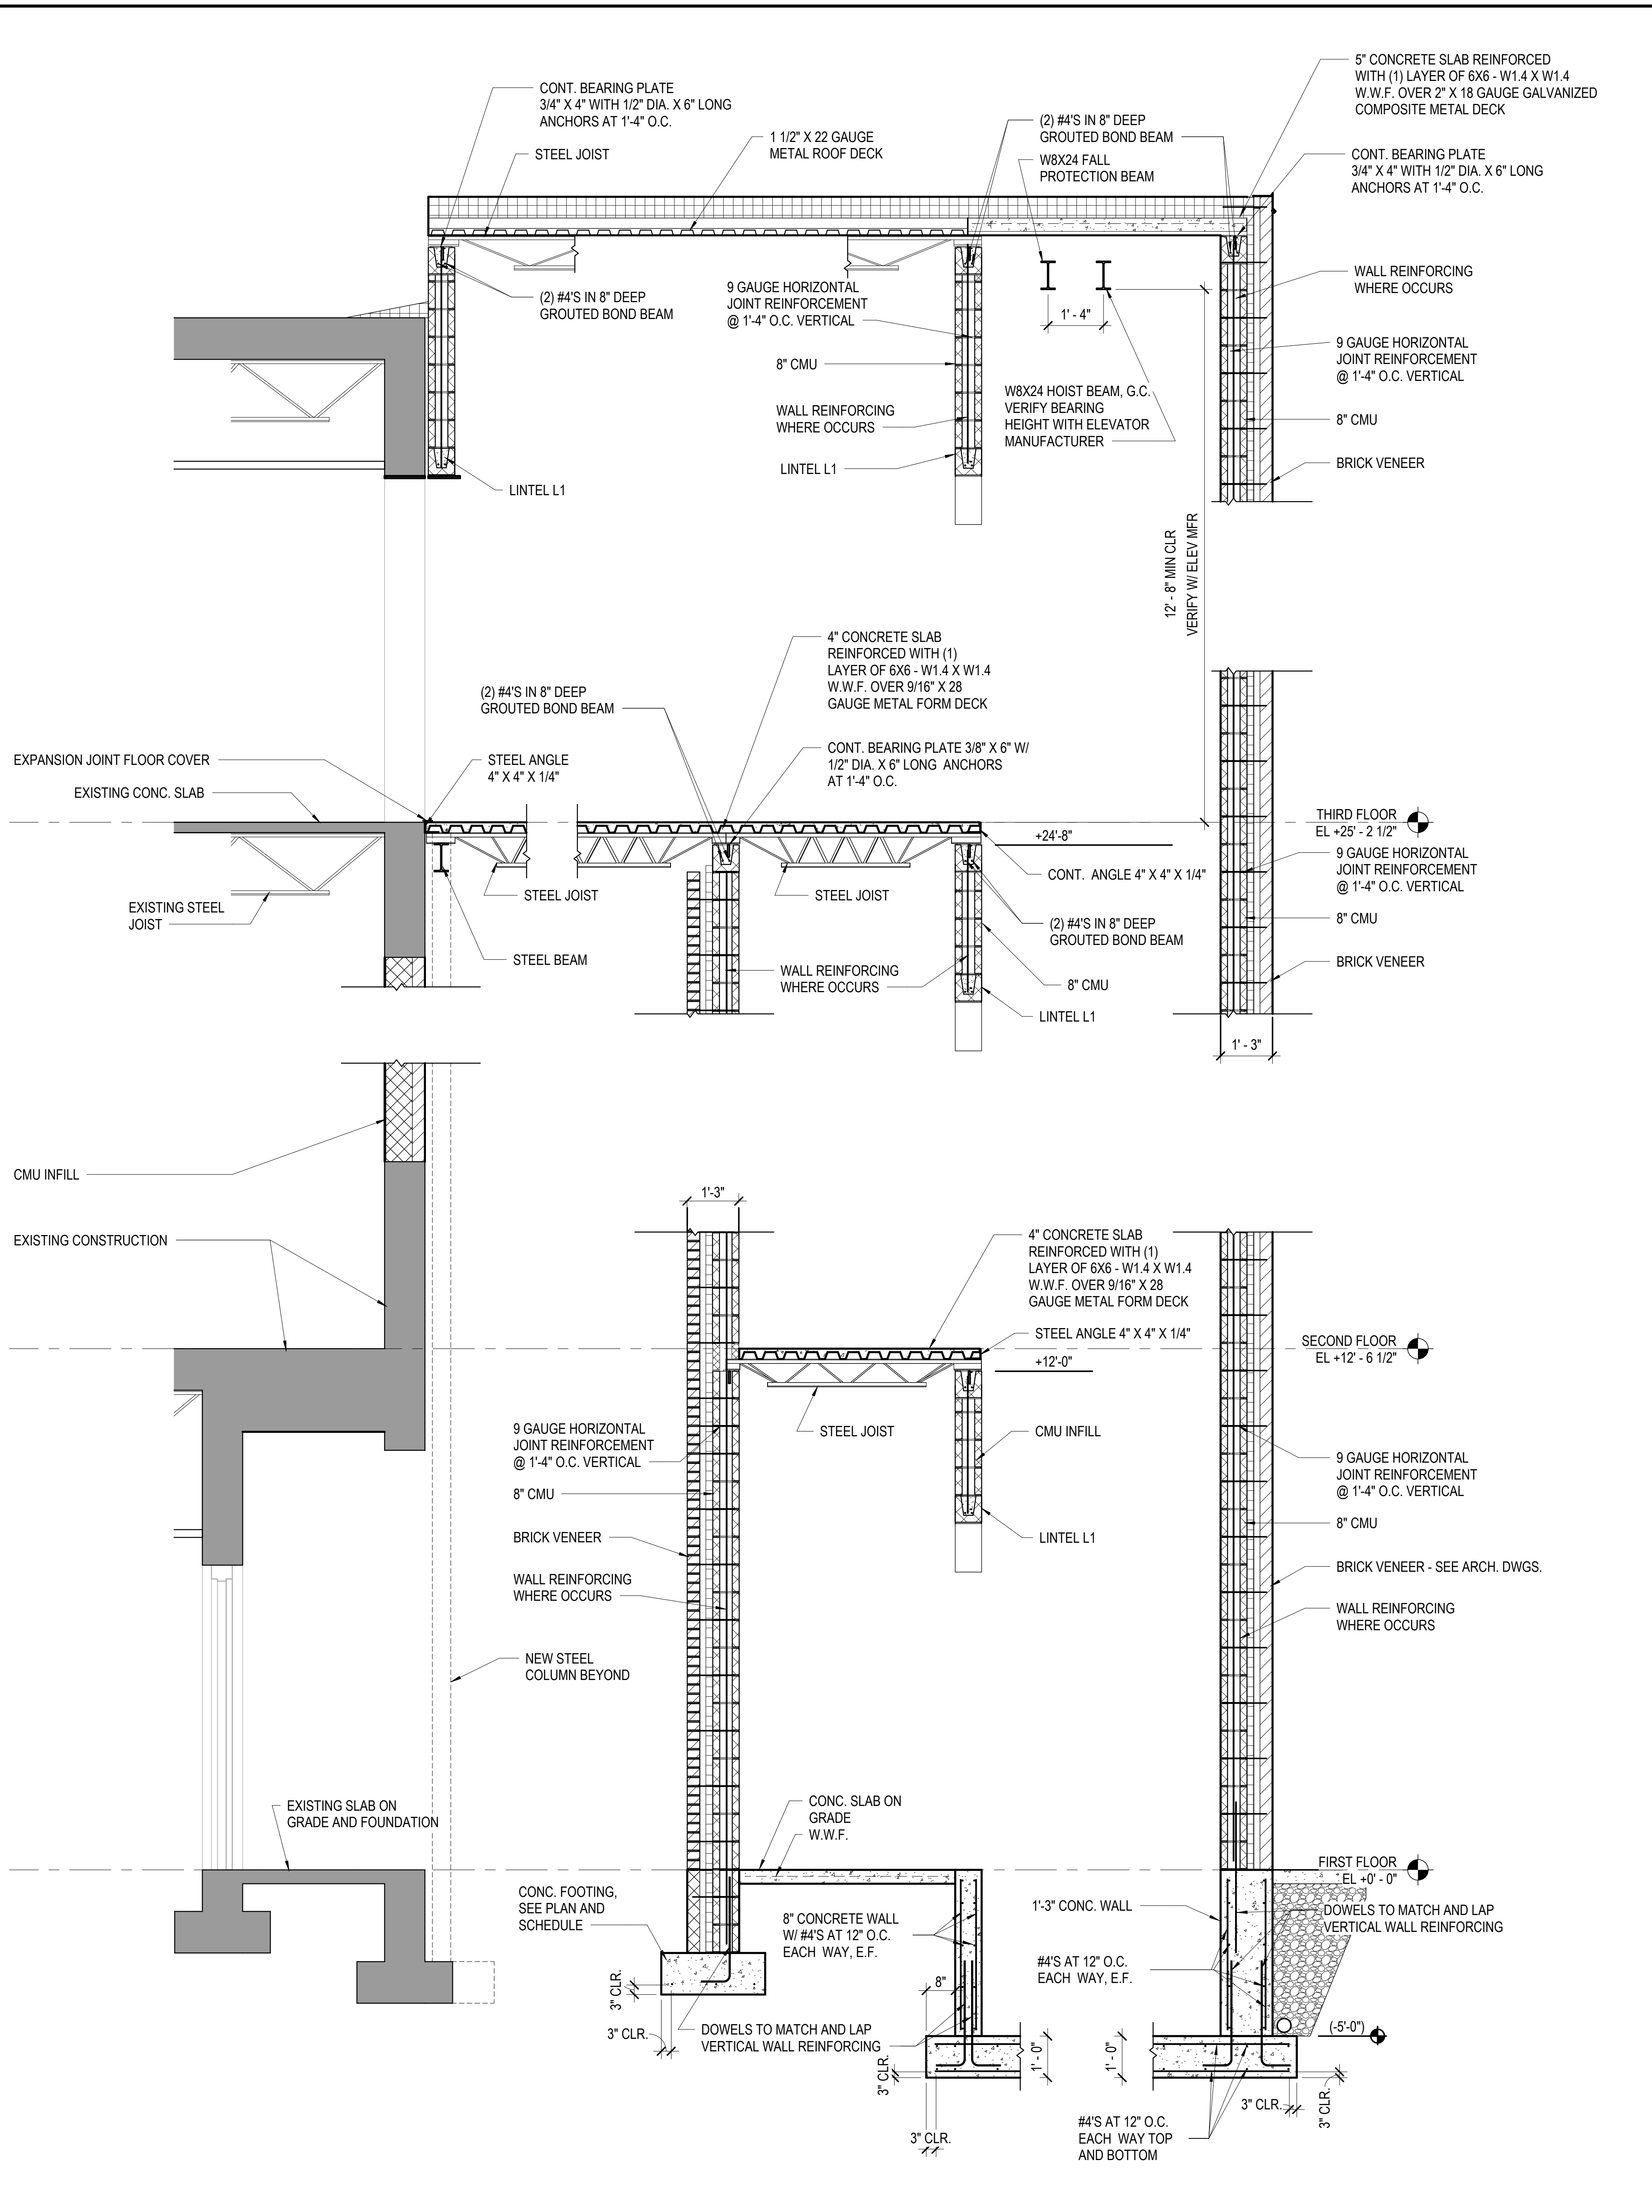 5" CONCRETE SLAB REINFORCED
WITH (1) LAYER OF 6X6 - W1.4 X W1.4
W.W.F. OVER 2" X 18 GAUGE GALVANIZED
COMPOSITE METAL DECK
CONT. BEARING PLATE
3/4" X 4" WITH 1/2" DIA. X 6" LONG
ANCHORS AT 1'-4" O.C.
STEEL JOIST
1 1/2" X 22 GAUGE
METAL ROOF DECK
(2) #4'S IN 8" DEEP
GROUTED BOND BEAM
W8X24 FALL
PROTECTION BEAM
CONT. BEARING PLATE
3/4" X 4" WITH 1/2" DIA. X 6" LONG
ANCHORS AT 1'-4" O.C.
(2) #4'S IN 8" DEEP
GROUTED BOND BEAM
9 GAUGE HORIZONTAL
JOINT REINFORCEMENT
@ 1'-4" O.C. VERTICAL
1' - 4"
WALL REINFORCING
WHERE OCCURS
9 GAUGE HORIZONTAL
JOINT REINFORCEMENT
@ 1'-4" O.C. VERTICAL
8" CMU
WALL REINFORCING
WHERE OCCURS
LINTEL L1
W8X24 HOIST BEAM, G.C.
VERIFY BEARING
HEIGHT WITH ELEVATOR
MANUFACTURER
8" CMU
BRICK VENEER
LINTEL L1
12' - 8" MIN CLR
VERIFY W/ ELEV MFR
4" CONCRETE SLAB
REINFORCED WITH (1)
LAYER OF 6X6 - W1.4 X W1.4
W.W.F. OVER 9/16" X 28
GAUGE METAL FORM DECK
(2) #4'S IN 8" DEEP
GROUTED BOND BEAM
EXPANSION JOINT FLOOR COVER
STEEL ANGLE
4" X 4" X 1/4"
CONT. BEARING PLATE 3/8" X 6" W/
1/2" DIA. X 6" LONG ANCHORS
AT 1'-4" O.C.
EXISTING CONC. SLAB
THIRD FLOOR
EL +25' - 2 1/2"
+24'-8"
9 GAUGE HORIZONTAL
JOINT REINFORCEMENT
@ 1'-4" O.C. VERTICAL
CONT. ANGLE 4" X 4" X 1/4"
STEEL JOIST
STEEL JOIST
EXISTING STEEL
JOIST
(2) #4'S IN 8" DEEP
GROUTED BOND BEAM
8" CMU
STEEL BEAM
WALL REINFORCING
WHERE OCCURS
8" CMU
BRICK VENEER
LINTEL L1
1' - 3"
CMU INFILL
1'-3"
EXISTING CONSTRUCTION
4" CONCRETE SLAB
REINFORCED WITH (1)
LAYER OF 6X6 - W1.4 X W1.4
W.W.F. OVER 9/16" X 28
GAUGE METAL FORM DECK
STEEL ANGLE 4" X 4" X 1/4"
SECOND FLOOR
EL +12' - 6 1/2"
+12'-0"
9 GAUGE HORIZONTAL
JOINT REINFORCEMENT
@ 1'-4" O.C. VERTICAL
STEEL JOIST
CMU INFILL
9 GAUGE HORIZONTAL
JOINT REINFORCEMENT
@ 1'-4" O.C. VERTICAL
8" CMU
8" CMU
BRICK VENEER
LINTEL L1
BRICK VENEER - SEE ARCH. DWGS.
WALL REINFORCING
WHERE OCCURS
WALL REINFORCING
WHERE OCCURS
NEW STEEL
COLUMN BEYOND
EXISTING SLAB ON
GRADE AND FOUNDATION
CONC. SLAB ON
GRADE
W.W.F.
FIRST FLOOR
EL +0' - 0"
CONC. FOOTING,
SEE PLAN AND
SCHEDULE
8" CONCRETE WALL
W/ #4'S AT 12" O.C.
EACH WAY, E.F.
1'-3" CONC. WALL
DOWELS TO MATCH AND LAP
VERTICAL WALL REINFORCING
#4'S AT 12" O.C.
EACH WAY, E.F.
8"
3" CLR.
3" CLR.
DOWELS TO MATCH AND LAP
VERTICAL WALL REINFORCING
(-5'-0")
1' - 0"
1' - 0"
3" CLR.
3" CLR.
3" CLR.
3" CLR.
#4'S AT 12" O.C.
EACH WAY TOP
AND BOTTOM